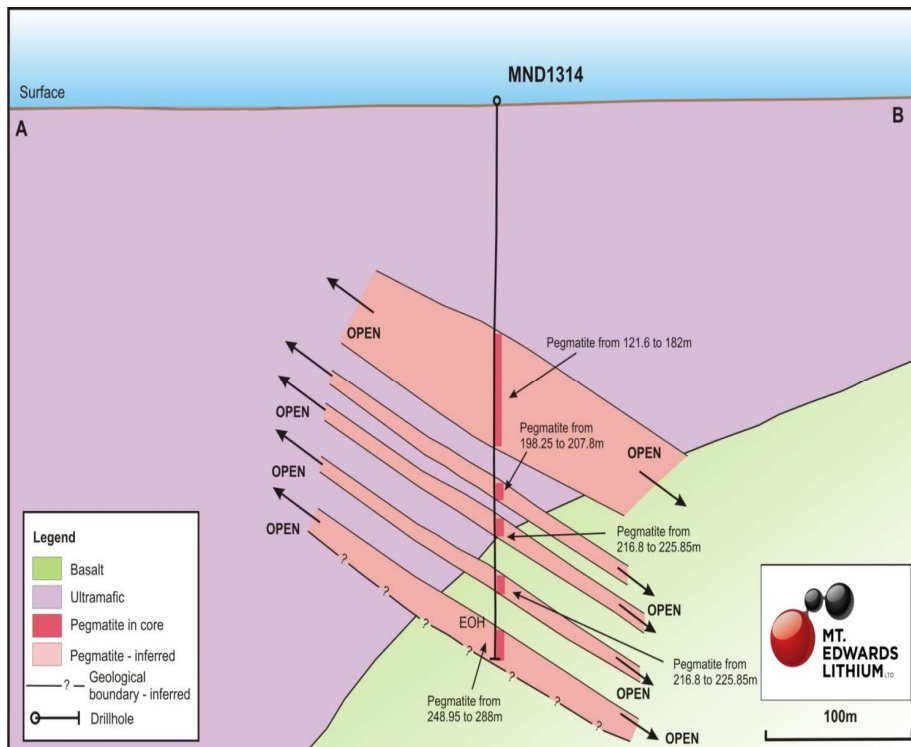 MND1314
Surface
A
B
OPEN
Pegmatite from 121.6 to 182m
Pegmatite from
198.25 to 207.8m
OPEN
OPEN
OPEN
OPEN
Pegmatite from
216.8 to 225.85m
OPEN
EOH
OPEN
Pegmatite from
216.8 to 225.85m
OPEN
Pegmatite from
248.95 to 288m
OPEN
? ? ? ? ? ? ? ?
Legend
Basalt
Ultramafic
Pegmatite in core
Pegmatite - inferred
? Geological
boundary - inferred
Drillhole
MT.
EDWARDS
LITHIUM LTD
100m